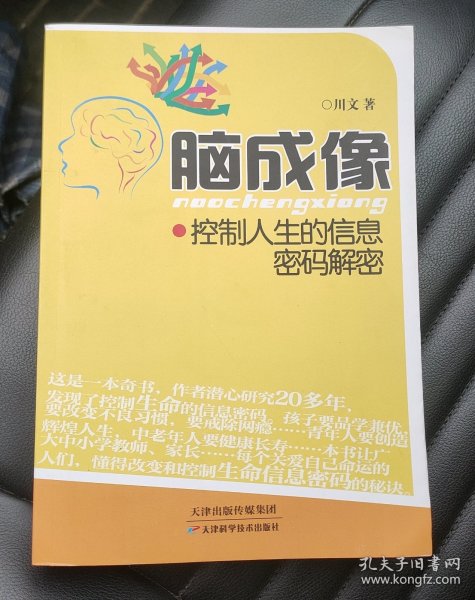 ○川文 著
脑成像
naochengxiang
•控制人生的信息
密码解密
这是一本奇书，作者潜心研究20多年，
发现了控制生命的信息密码。孩子要品学兼优，
要改变不良习惯，要戒除网瘾……青年人要创造
辉煌人生，中老年人要健康长寿……本书让广
大中小学教师、家长……每个关爱自己命运的
人们，懂得改变和控制生命信息密码的秘诀。
天津出版传媒集团
天津科学技术出版社
孔夫子旧书网
www.kongfz.com